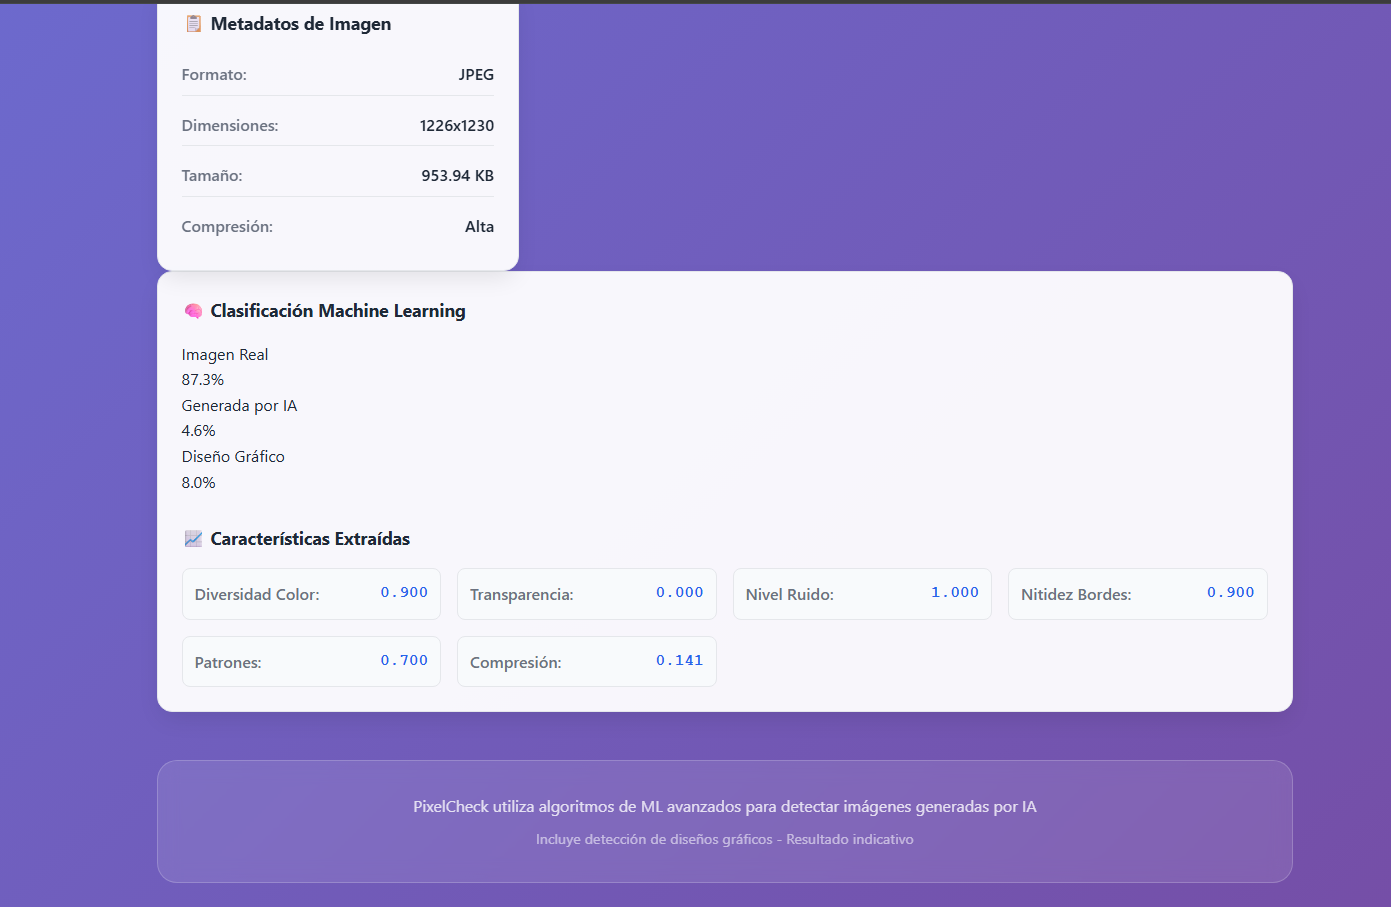 📋 Metadatos de Imagen
Formato: JPEG
Dimensiones: 1226x1230
Tamaño: 953.94 KB
Compresión: Alta
🧠 Clasificación Machine Learning
Imagen Real
87.3%
Generada por IA
4.6%
Diseño Gráfico
8.0%
📈 Características Extraídas
Diversidad Color: 0.900 Transparencia: 0.000 Nivel Ruido: 1.000 Nitidez Bordes: 0.900
Patrones: 0.700 Compresión: 0.141
PixelCheck utiliza algoritmos de ML avanzados para detectar imágenes generadas por IA
Incluye detección de diseños gráficos - Resultado indicativo